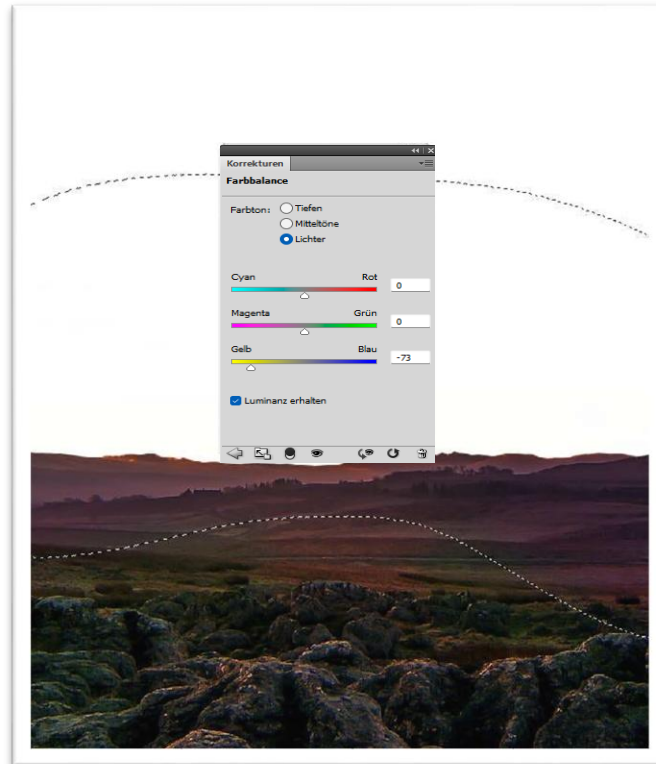 Korrekturen
Farbbalance
Farbton: Tiefen
Mitteltöne
Lichter
Cyan Rot 0
Magenta Grün 0
Gelb Blau -73
Luminanz erhalten